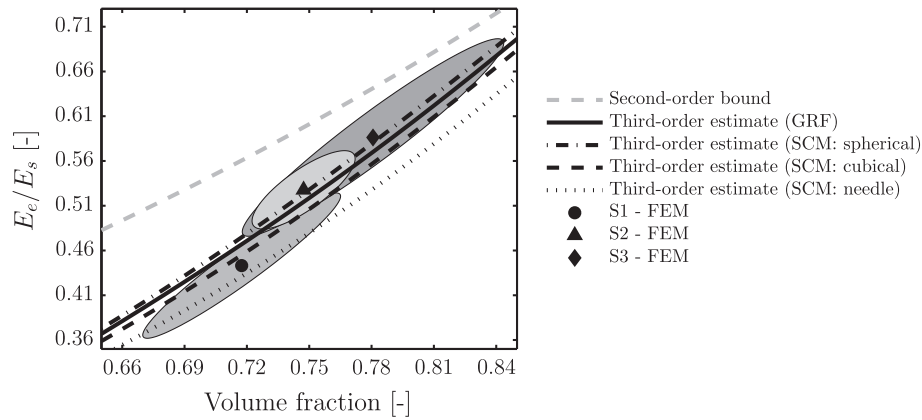 0.71
0.66
0.61
0.56
0.51
0.46
0.41
0.36
E_e/E_s [-]
0.66 0.69 0.72 0.75 0.78 0.81 0.84
Volume fraction [-]
Second-order bound
Third-order estimate (GRF)
Third-order estimate (SCM: spherical)
Third-order estimate (SCM: cubical)
Third-order estimate (SCM: needle)
S1 - FEM
S2 - FEM
S3 - FEM